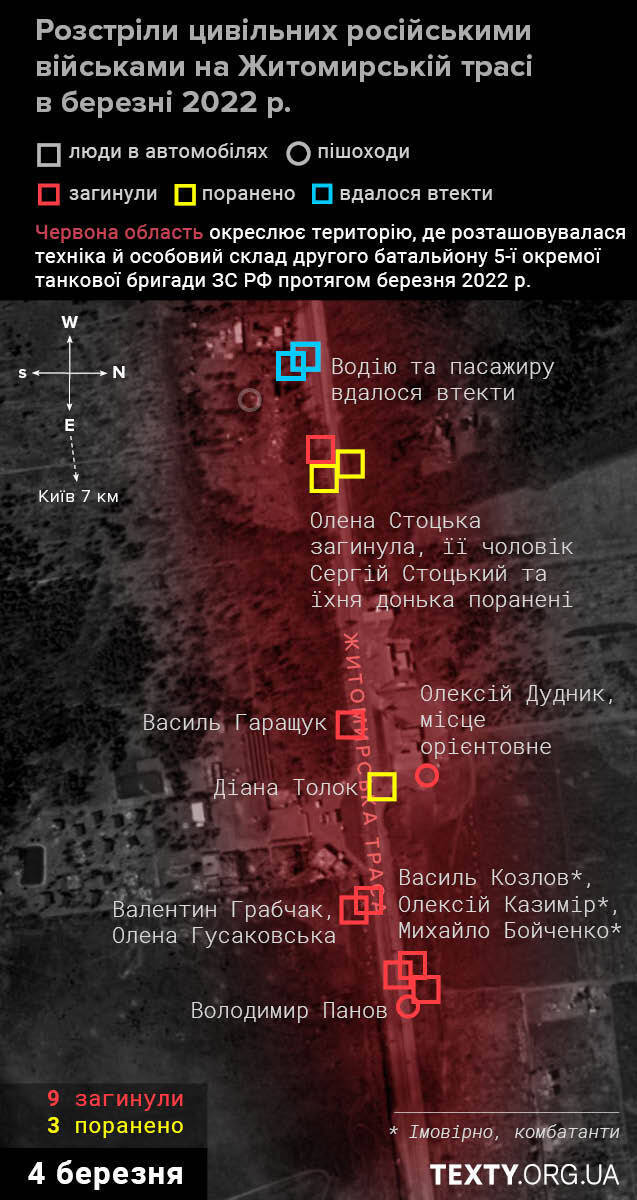 Розстріли цивільних російськими
військами на Житомирській трасі
в березні 2022 р.
люди в автомобілях
пішоходи
загинули
поранено
вдалося втекти
Червона область окреслює територію, де розташовувалася
техніка й особовий склад другого батальйону 5-ї окремої
танкової бригади ЗС РФ протягом березня 2022 р.
W
S
N
E
Київ 7 км
Водію та пасажиру
вдалося втекти
Олена Стоцька
загинула, її чоловік
Сергій Стоцький та
їхня донька поранені
ЖИТОМИРСЬКА ТРАСА
Олексій Дудник,
місце
орієнтовне
Василь Гаращук
Діана Толок
Василь Козлов*,
Олексій Казимір*,
Михайло Бойченко*
Валентин Грабчак,
Олена Гусаковська
Володимир Панов
9 загинули
3 поранено
4 березня
* Імовірно, комбатанти
TEXTY.ORG.UA